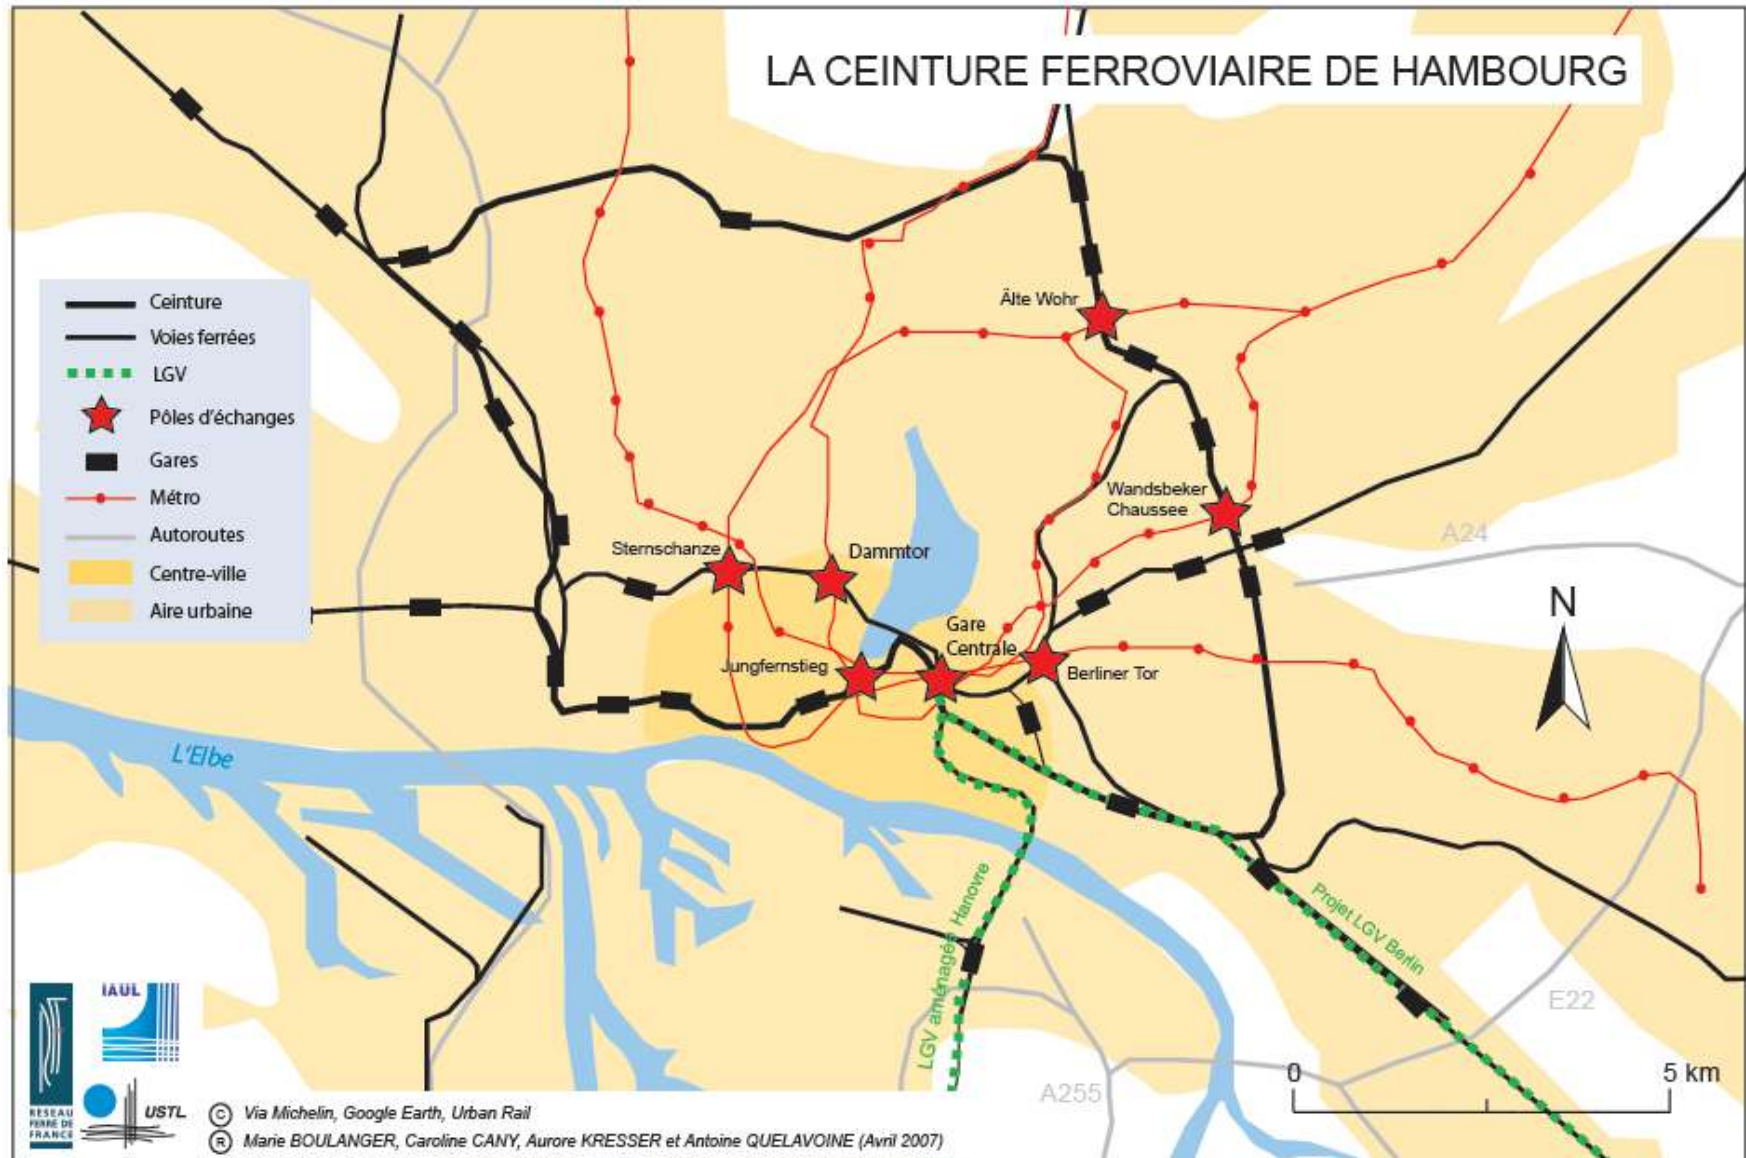 LA CEINTURE FERROVIAIRE DE HAMBOURG
Älte Wohr
Ceinture
Voies ferrées
LGV
Pôles d'échanges
Gares
Métro
Autoroutes
Centre-ville
Aire urbaine
Wandsbeker
Chaussee
A24
Sternschanze
Dammtor
N
Gare
Centrale
Jungfernstieg
Berliner Tor
L'Elbe
LGV aménagée Hanovre
Projet LGV Berlin
E22
A255
0
5 km
IAUL
RESEAU
FERRE DE
FRANCE
USTL
C Via Michelin, Google Earth, Urban Rail
R Marie BOULANGER, Caroline CANY, Aurore KRESSER et Antoine QUELAVOINE (Avril 2007)